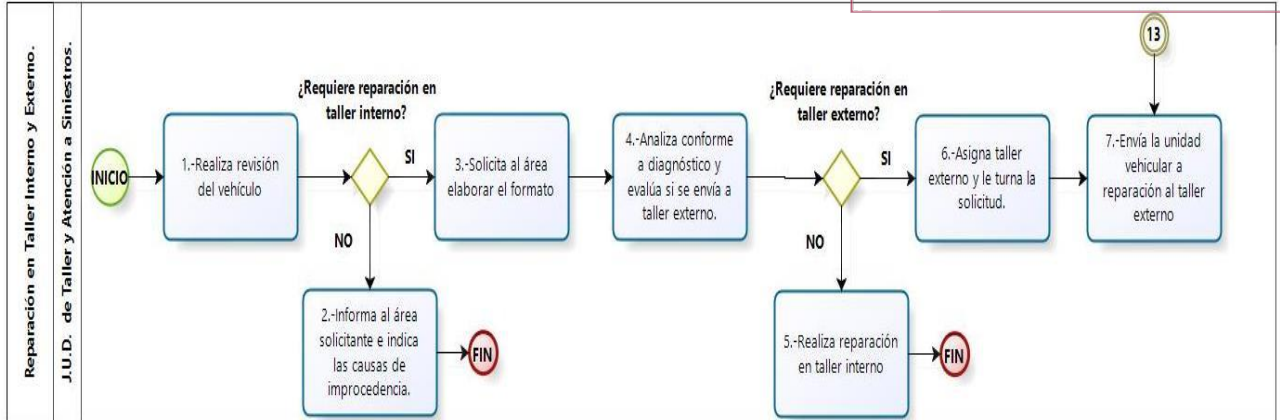 Reparación en Taller Interno y Externo.
J.U.D. de Taller y Atención a Siniestros.
INICIO
1.-Realiza revisión
del vehículo
¿Requiere reparación en
taller interno?
SI
NO
2.-Informa al área
solicitante e indica
las causas de
improcedencia.
FIN
3.-Solicita al área
elaborar el formato
4.-Analiza conforme
a diagnóstico y
evalúa si se envía a
taller externo.
¿Requiere reparación en
taller externo?
SI
NO
5.-Realiza reparación
en taller interno
FIN
6.-Asigna taller
externo y le turna la
solicitud.
13
7.-Envía la unidad
vehicular a
reparación al taller
externo